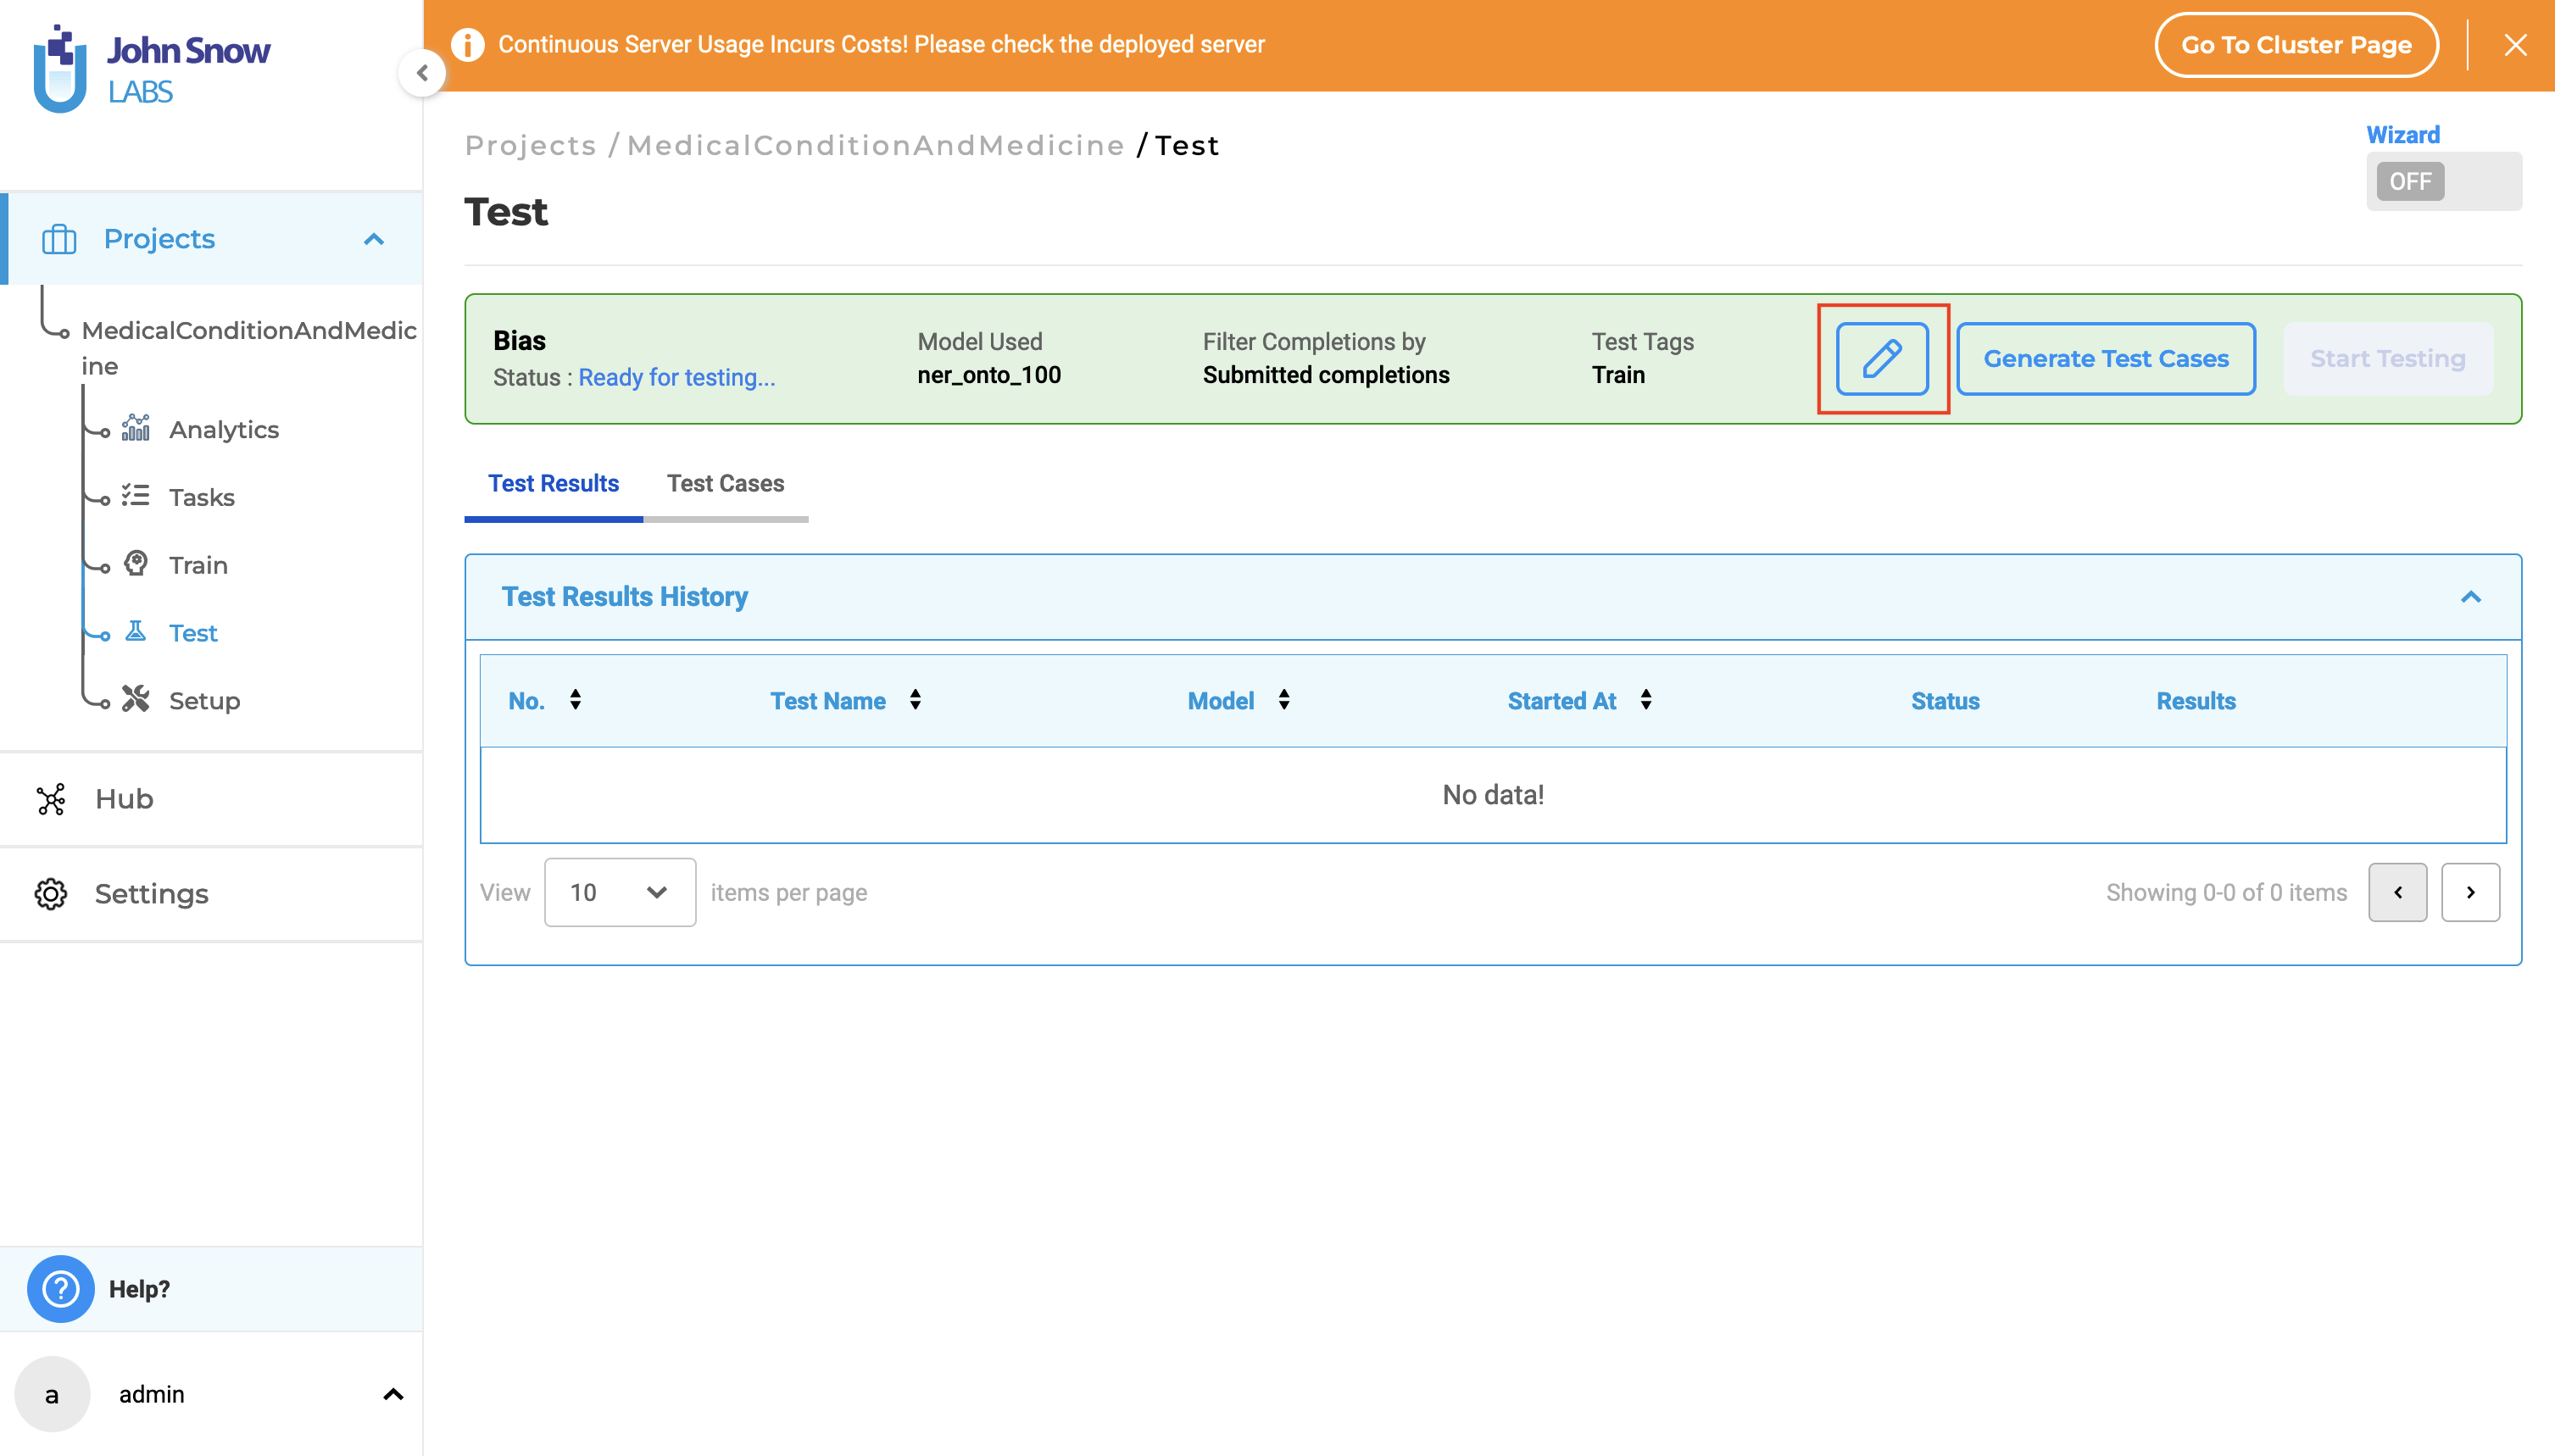 John Snow
LABS
Continuous Server Usage Incurs Costs! Please check the deployed server
Go To Cluster Page
Projects / MedicalConditionAndMedicine / Test
Wizard
OFF
Test
Projects
MedicalConditionAndMedic
ine
Analytics
Tasks
Train
Test
Setup
Hub
Settings
Help?
a admin
Bias
Status : Ready for testing...
Model Used
ner_onto_100
Filter Completions by
Submitted completions
Test Tags
Train
Generate Test Cases
Start Testing
Test Results Test Cases
Test Results History
No. Test Name Model Started At Status Results
No data!
View 10 items per page
Showing 0-0 of 0 items